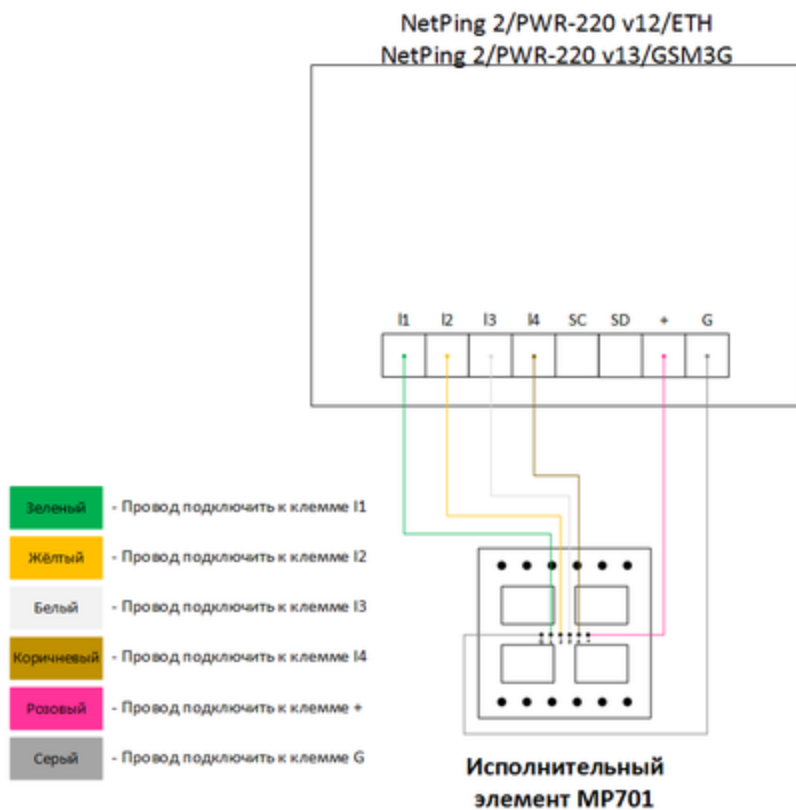 NetPing 2/PWR-220 v12/ETH
NetPing 2/PWR-220 v13/GSM3G
I1 I2 I3 I4 SC SD + G
Зеленый - Провод подключить к клемме I1
Жёлтый - Провод подключить к клемме I2
Белый - Провод подключить к клемме I3
Коричневый - Провод подключить к клемме I4
Розовый - Провод подключить к клемме +
Серый - Провод подключить к клемме G
Исполнительный
элемент MP701